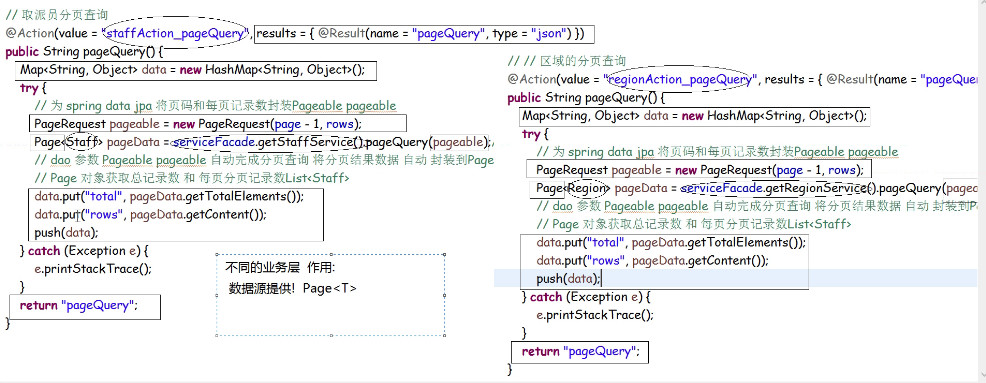 // 取派员分页查询
@Action(value = "staffAction_pageQuery", results = { @Result(name = "pageQuery", type = "json") })
public String pageQuery() {
Map<String, Object> data = new HashMap<String, Object>();
try {
// 为 spring data jpa 将页码和每页记录数封装Pageable pageable
PageRequest pageable = new PageRequest(page - 1, rows);
Page<Staff> pageData = serviceFacade.getStaffService().pageQuery(pageable);
// dao 参数 Pageable pageable 自动完成分页查询 将分页结果数据 自动 封装到Page
// Page 对象获取总记录数 和 每页分页记录数List<Staff>
data.put("total", pageData.getTotalElements());
data.put("rows", pageData.getContent());
push(data);
} catch (Exception e) {
e.printStackTrace();
}
return "pageQuery";
}
不同的业务层 作用:
数据源提供! Page<T>
// // 区域的分页查询
@Action(value = "regionAction_pageQuery", results = { @Result(name = "pageQue
public String pageQuery() {
Map<String, Object> data = new HashMap<String, Object>();
try {
// 为 spring data jpa 将页码和每页记录数封装Pageable pageable
PageRequest pageable = new PageRequest(page - 1, rows);
Page<Region> pageData = serviceFacade.getRegionService().pageQuery(pagea
// dao 参数 Pageable pageable 自动完成分页查询 将分页结果数据 自动 封装到Pa
// Page 对象获取总记录数 和 每页分页记录数List<Staff>
data.put("total", pageData.getTotalElements());
data.put("rows", pageData.getContent());
push(data);
} catch (Exception e) {
e.printStackTrace();
}
return "pageQuery";
}